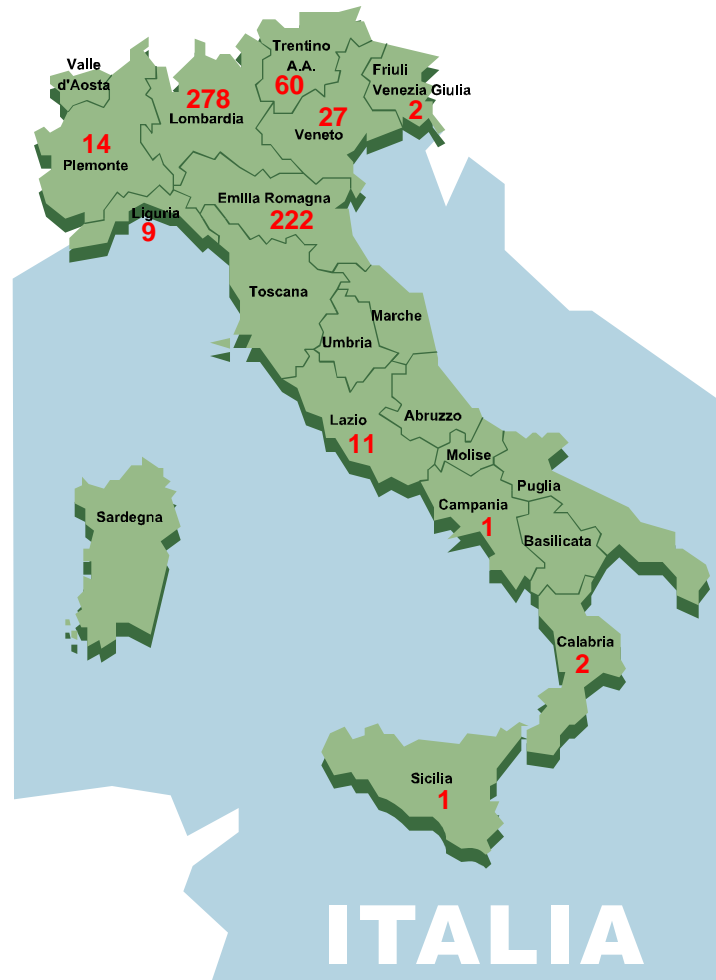 Trentino
A.A.
60
Valle
d'Aosta
Friuli
Venezia Giulia
2
278
Lombardia
27
Veneto
14
Piemonte
Emilia Romagna
222
Liguria
9
Toscana
Marche
Umbria
Lazio
11
Abruzzo
Molise
Puglia
Campania
1
Sardegna
Basilicata
Calabria
2
Sicilia
1
ITALIA